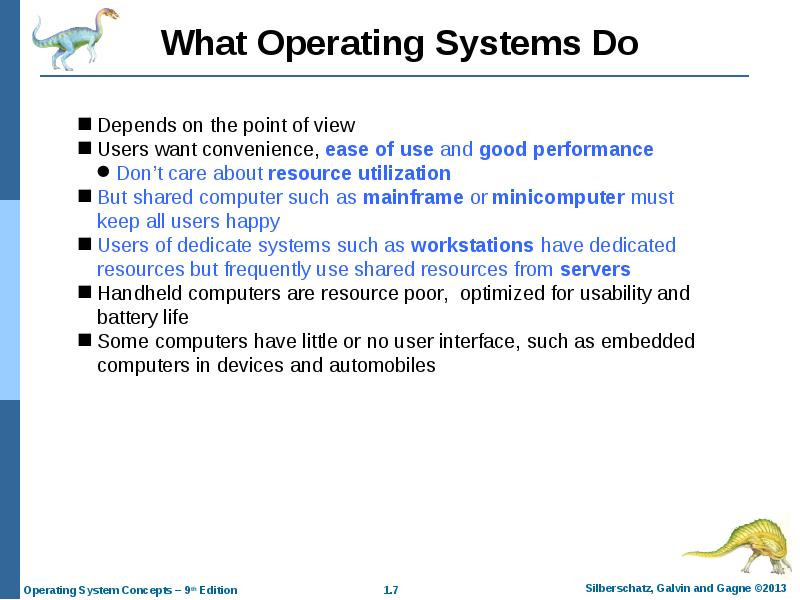 What Operating Systems Do
Depends on the point of view
Users want convenience, ease of use and good performance
Don’t care about resource utilization
But shared computer such as mainframe or minicomputer must
keep all users happy
Users of dedicate systems such as workstations have dedicated
resources but frequently use shared resources from servers
Handheld computers are resource poor,  optimized for usability and
battery life
Some computers have little or no user interface, such as embedded
computers in devices and automobiles
Operating System Concepts – 9th Edition
1.7
Silberschatz, Galvin and Gagne ©2013